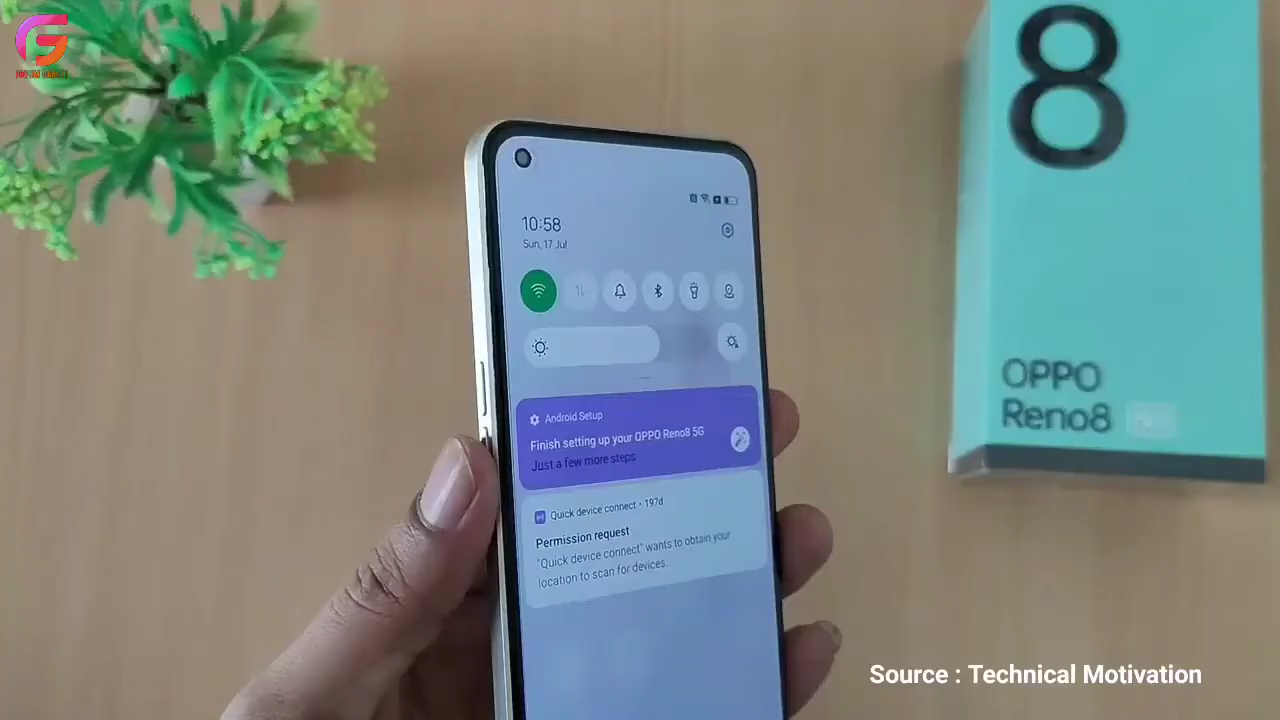 8
10:58
Sun, 17 Jul
Android Setup
Finish setting up your OPPO Reno8 5G
Just a few more steps.
Quick device connect • 197d
Permission request
"Quick device connect" wants to obtain your
location to scan for devices.
OPPO
Reno8
Source : Technical Motivation